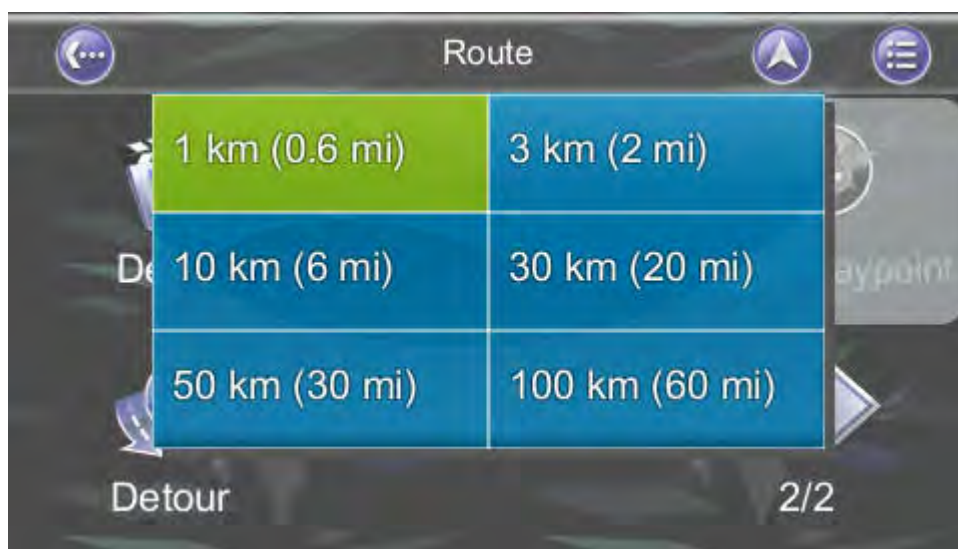 Route
1 km (0.6 mi)
3 km (2 mi)
10 km (6 mi)
30 km (20 mi)
50 km (30 mi)
100 km (60 mi)
Detour
2/2